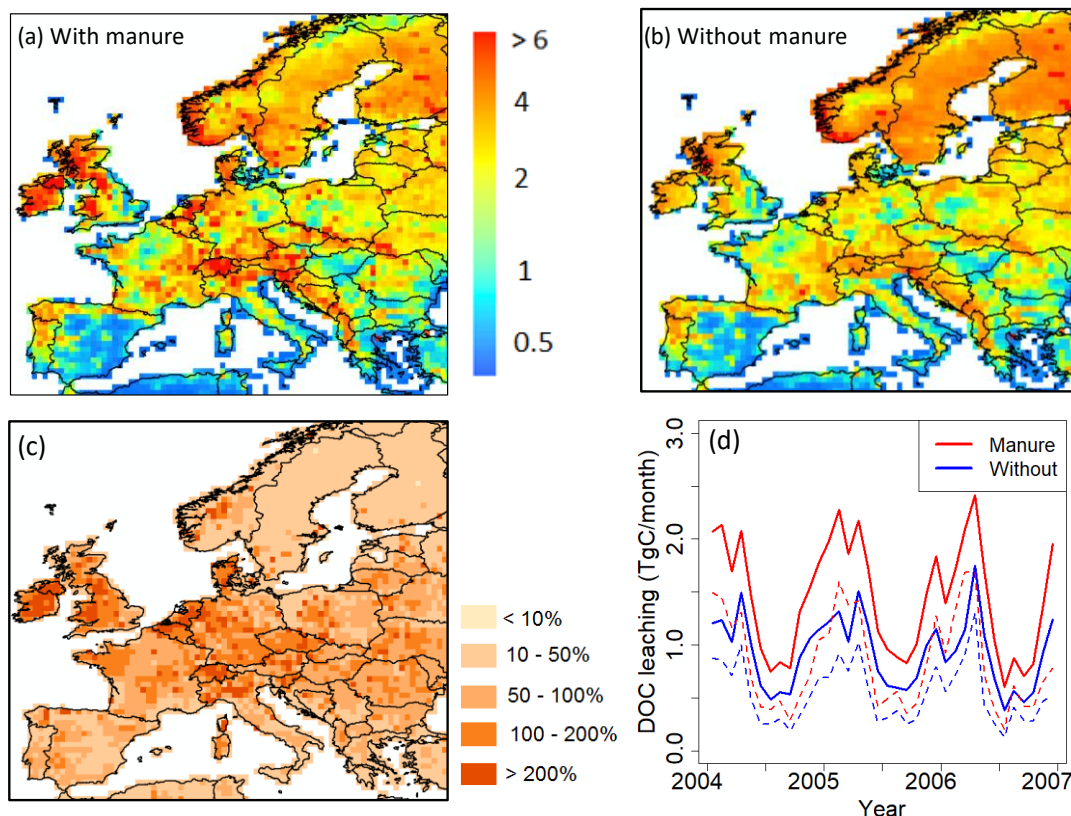 (a) With manure
> 6
4
2
1
0.5
(b) Without manure
(c)
< 10%
10 - 50%
50 - 100%
100 - 200%
> 200%
(d)
Manure
Without
DOC leaching (TgC/month)
3.0
2.0
1.0
0.0
2004 2005 2006 2007
Year